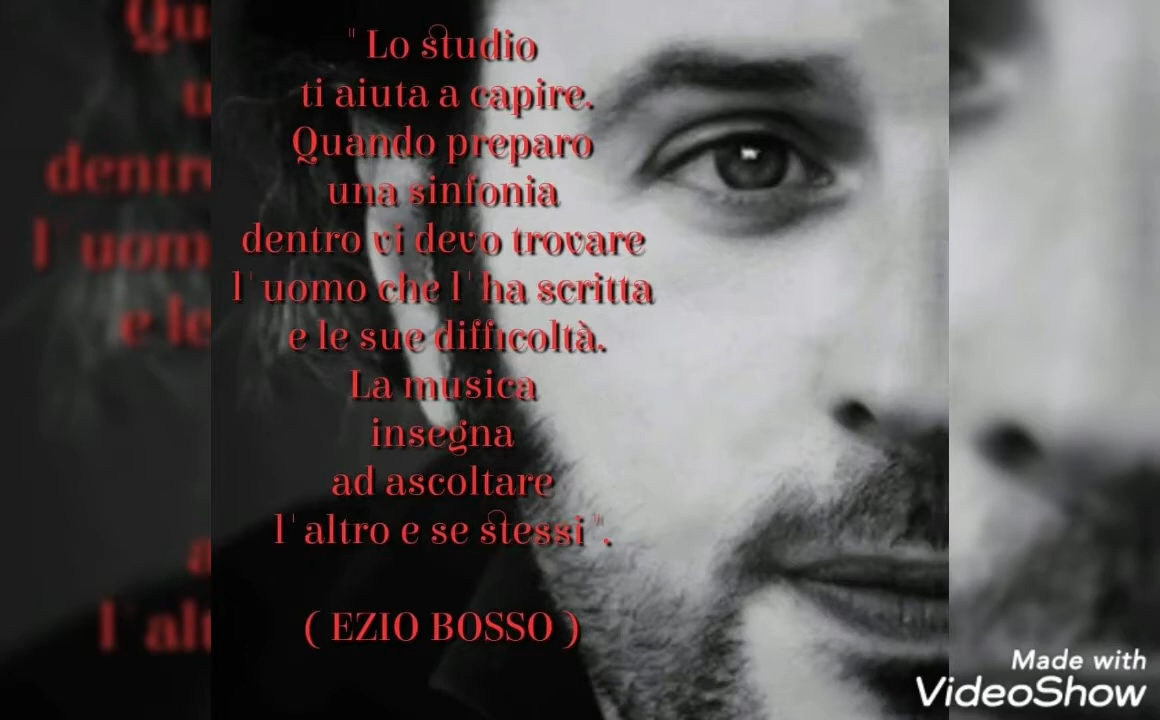 " Lo studio
ti aiuta a capire.
Quando preparo
una sinfonia
dentro vi devo trovare
l'uomo che l'ha scritta
e le sue difficoltà.
La musica
insegna
ad ascoltare
l'altro e se stessi ".
( EZIO BOSSO )
Made with
VideoShow